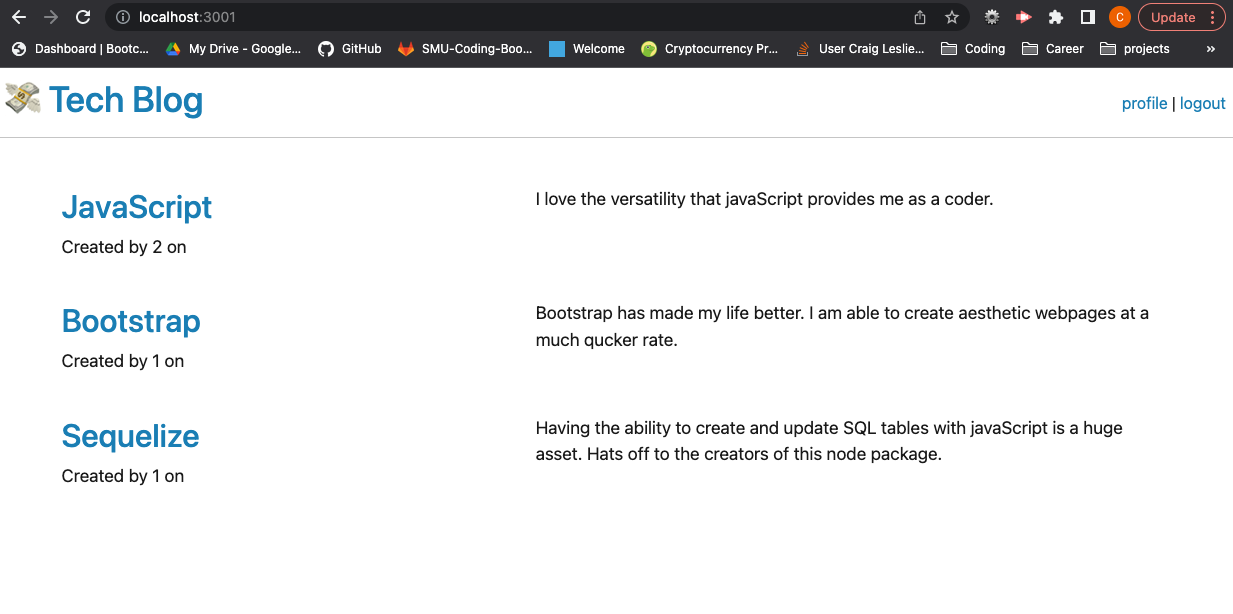 localhost:3001
C
Update
Dashboard | Bootc...
My Drive - Google...
GitHub
SMU-Coding-Boo...
Welcome
Cryptocurrency Pr...
User Craig Leslie...
Coding
Career
projects
»
Tech Blog
profile | logout
JavaScript
I love the versatility that javaScript provides me as a coder.
Created by 2 on
Bootstrap
Bootstrap has made my life better. I am able to create aesthetic webpages at a
much qucker rate.
Created by 1 on
Sequelize
Having the ability to create and update SQL tables with javaScript is a huge
asset. Hats off to the creators of this node package.
Created by 1 on